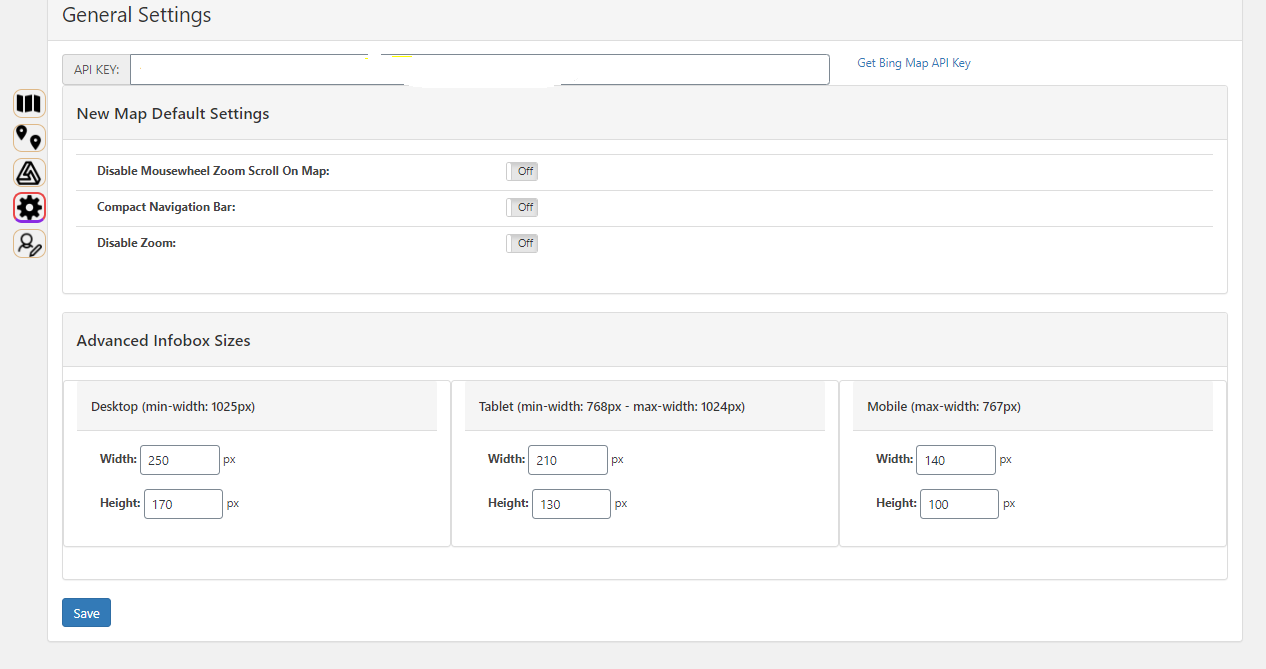 General Settings
API KEY:
Get Bing Map API Key
New Map Default Settings
Disable Mousewheel Zoom Scroll On Map: Off
Compact Navigation Bar: Off
Disable Zoom: Off
Advanced Infobox Sizes
Desktop (min-width: 1025px)
Width: 250 px
Height: 170 px
Tablet (min-width: 768px - max-width: 1024px)
Width: 210 px
Height: 130 px
Mobile (max-width: 767px)
Width: 140 px
Height: 100 px
Save